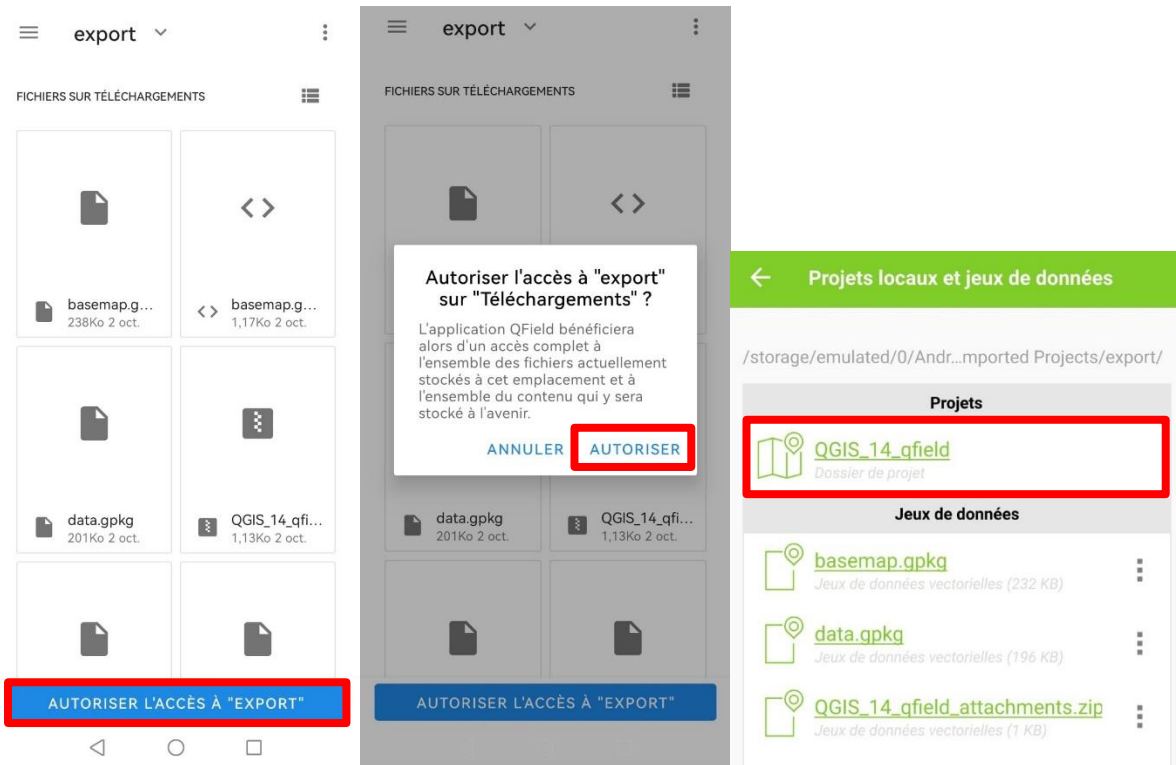 export
FICHIERS SUR TÉLÉCHARGEMENTS
basemap.g...
238Ko 2 oct.
basemap.g...
1,17Ko 2 oct.
data.gpkg
201Ko 2 oct.
QGIS_14_qfi...
1,13Ko 2 oct.
AUTORISER L'ACCÈS À "EXPORT"
export
FICHIERS SUR TÉLÉCHARGEMENTS
Autoriser l'accès à "export"
sur "Téléchargements" ?
L'application QField bénéficiera
alors d'un accès complet à
l'ensemble des fichiers actuellement
stockés à cet emplacement et à
l'ensemble du contenu qui y sera
stocké à l'avenir.
ANNULER AUTORISER
data.gpkg
201Ko 2 oct.
QGIS_14_qfi...
1,13Ko 2 oct.
AUTORISER L'ACCÈS À "EXPORT"
Projets locaux et jeux de données
/storage/emulated/0/Andr...mported Projects/export/
Projets
QGIS_14_qfield
Dossier de projet
Jeux de données
basemap.gpkg
Jeux de données vectorielles (232 KB)
data.gpkg
Jeux de données vectorielles (196 KB)
QGIS_14_qfield_attachments.zip
Jeux de données vectorielles (1 KB)